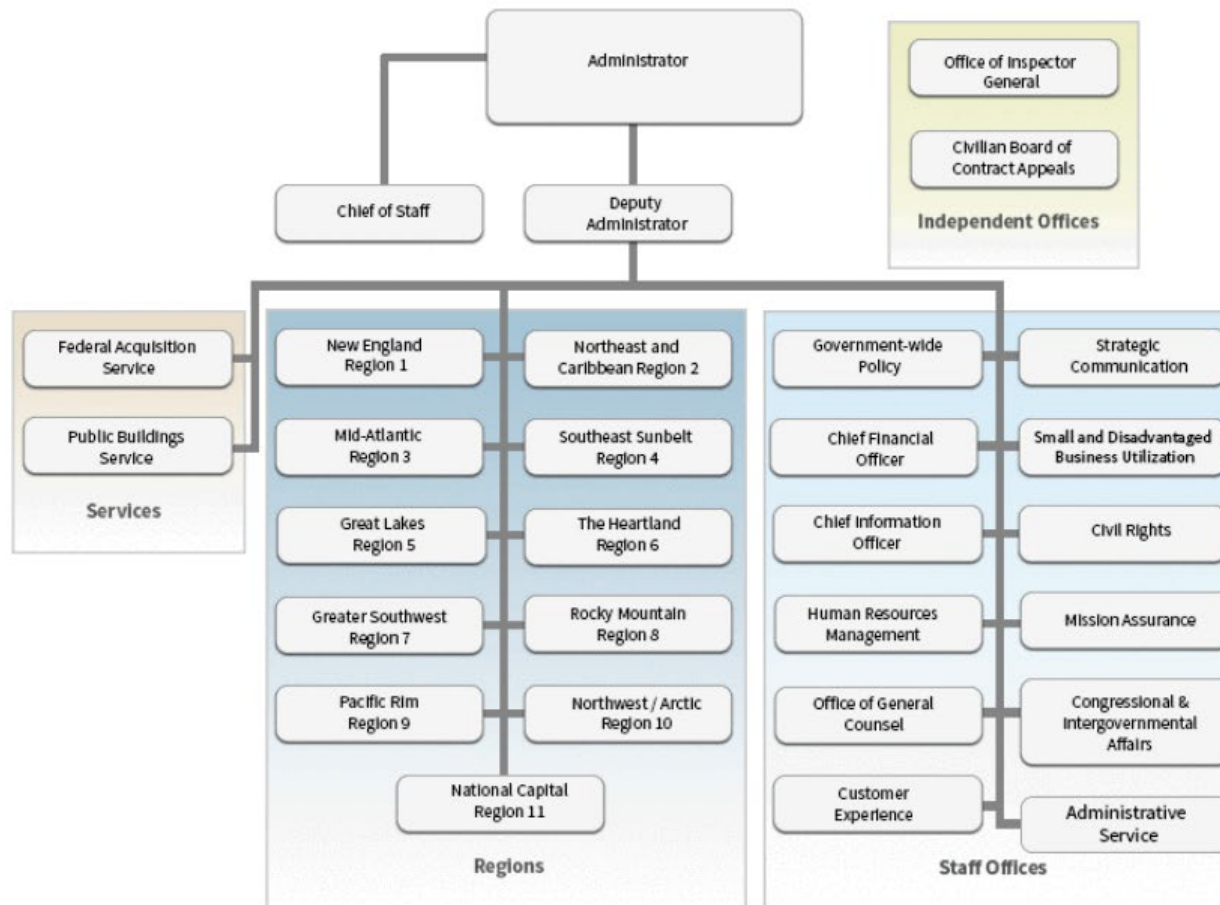 Administrator
Office of Inspector
General
Civilian Board of
Contract Appeals
Independent Offices
Chief of Staff
Deputy
Administrator
Federal Acquisition
Service
Public Buildings
Service
Services
New England
Region 1
Northeast and
Caribbean Region 2
Mid-Atlantic
Region 3
Southeast Sunbelt
Region 4
Great Lakes
Region 5
The Heartland
Region 6
Greater Southwest
Region 7
Rocky Mountain
Region 8
Pacific Rim
Region 9
Northwest / Arctic
Region 10
National Capital
Region 11
Regions
Government-wide
Policy
Strategic
Communication
Chief Financial
Officer
Small and Disadvantaged
Business Utilization
Chief Information
Officer
Civil Rights
Human Resources
Management
Mission Assurance
Office of General
Counsel
Congressional &
Intergovernmental
Affairs
Customer
Experience
Administrative
Service
Staff Offices